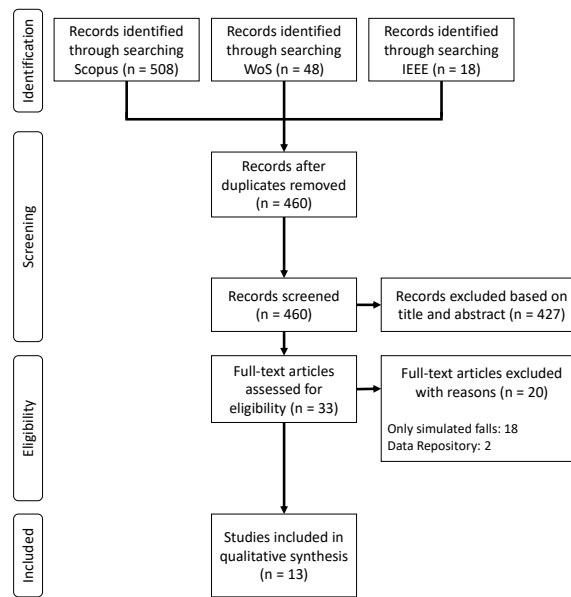 Identification
Records identified
through searching
Scopus (n = 508)
Records identified
through searching
WoS (n = 48)
Records identified
through searching
IEEE (n = 18)
Screening
Records after
duplicates removed
(n = 460)
Records screened
(n = 460)
Records excluded based on
title and abstract (n = 427)
Eligibility
Full-text articles
assessed for
eligibility (n = 33)
Full-text articles excluded
with reasons (n = 20)
Only simulated falls: 18
Data Repository: 2
Included
Studies included in
qualitative synthesis
(n = 13)